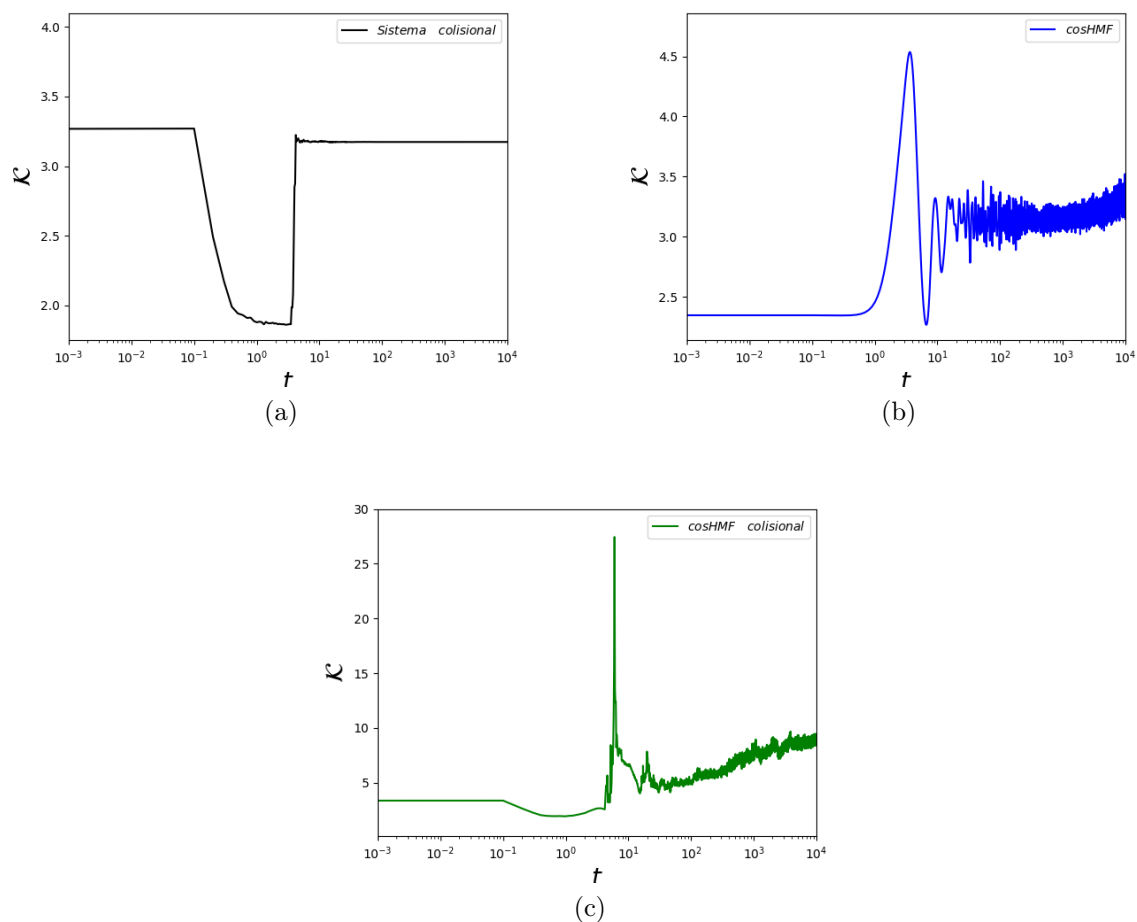 4.0
3.5
3.0
2.5
2.0
𝒦
Sistema colisional
10⁻³ 10⁻² 10⁻¹ 10⁰ 10¹ 10² 10³ 10⁴
t
(a)
4.5
4.0
3.5
3.0
2.5
𝒦
cosHMF
10⁻³ 10⁻² 10⁻¹ 10⁰ 10¹ 10² 10³ 10⁴
t
(b)
30
25
20
15
10
5
𝒦
cosHMF colisional
10⁻³ 10⁻² 10⁻¹ 10⁰ 10¹ 10² 10³ 10⁴
t
(c)